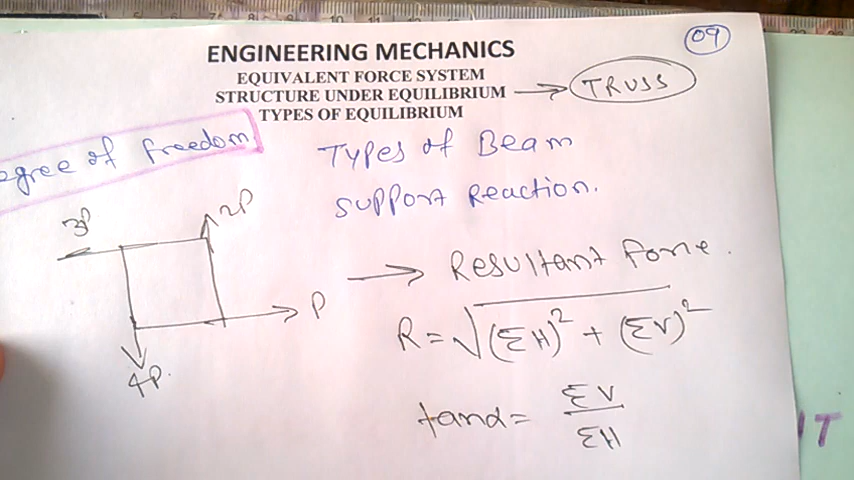 09
ENGINEERING MECHANICS
EQUIVALENT FORCE SYSTEM
STRUCTURE UNDER EQUILIBRIUM → TRUSS
TYPES OF EQUILIBRIUM
egree of freedom.
Types of Beam
support Reaction.
3P
2P
→ Resultant force.
P
R=√(ΣH)² + (ΣV)²
4P.
tanα= ΣV/ΣH
IT